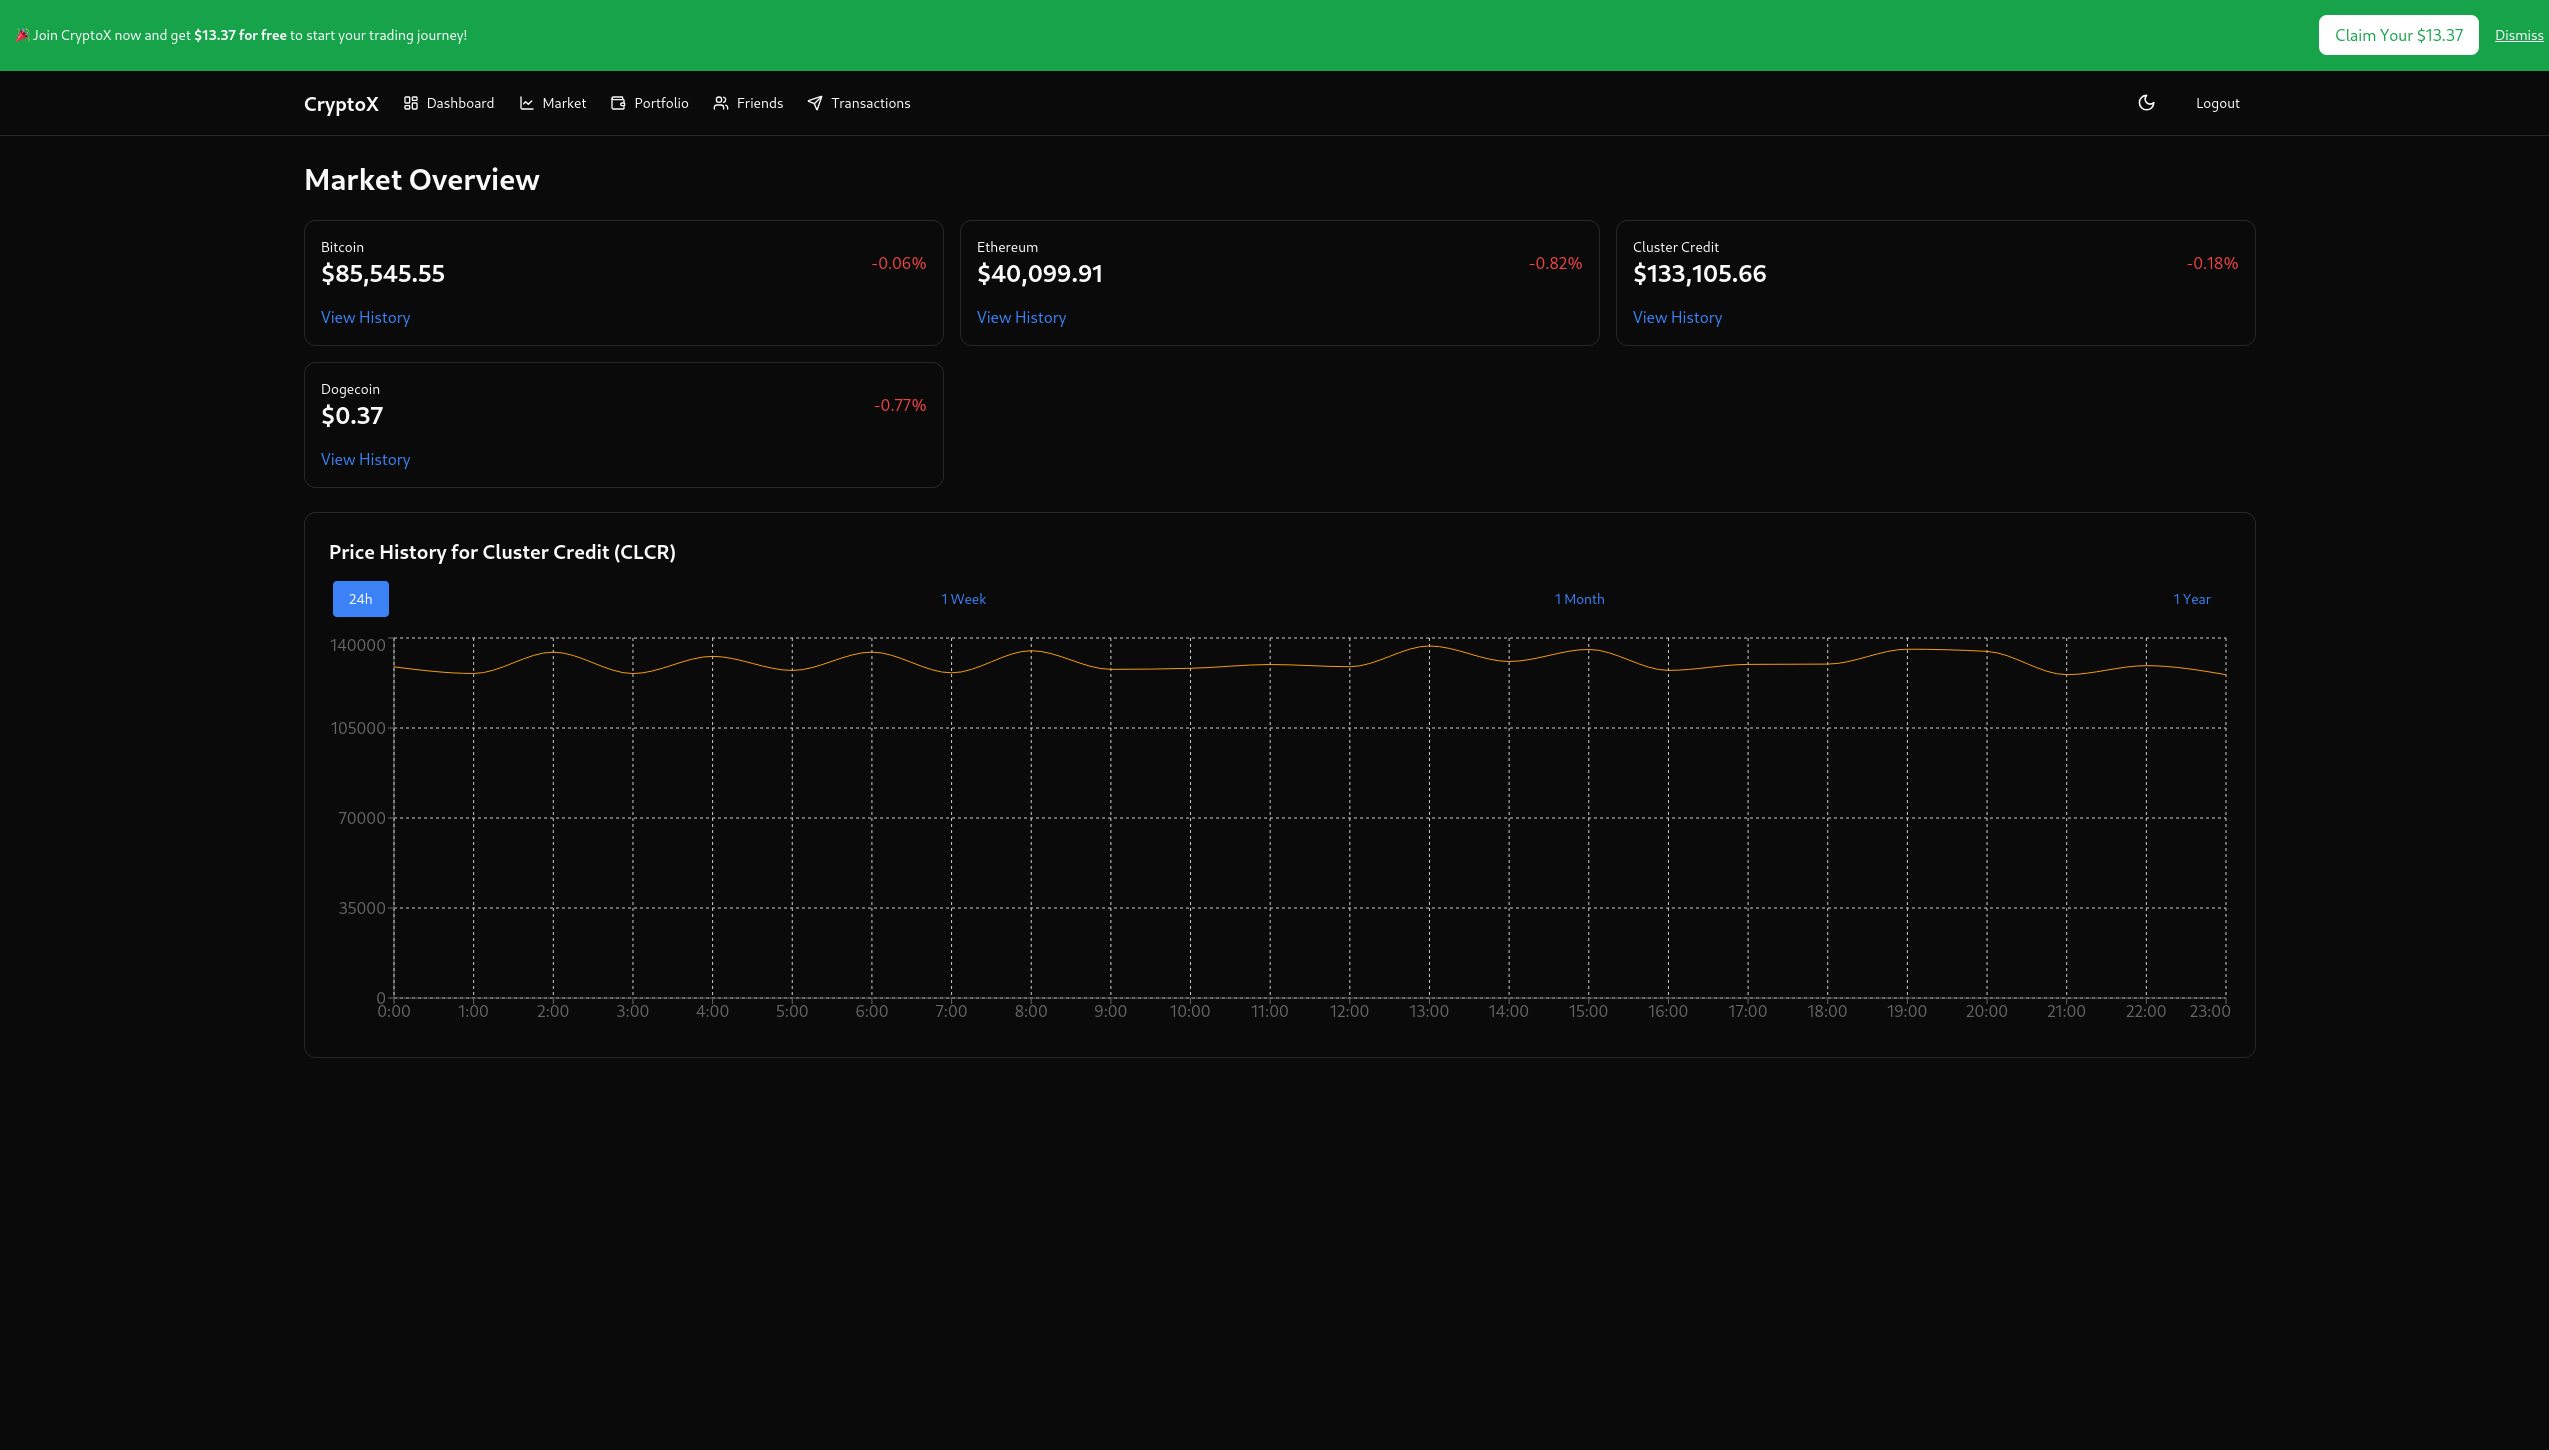 🎉 Join CryptoX now and get $13.37 for free to start your trading journey!
Claim Your $13.37
Dismiss
CryptoX
Dashboard
Market
Portfolio
Friends
Transactions
Logout
Market Overview
Bitcoin
$85,545.55
-0.06%
View History
Ethereum
$40,099.91
-0.82%
View History
Cluster Credit
$133,105.66
-0.18%
View History
Dogecoin
$0.37
-0.77%
View History
Price History for Cluster Credit (CLCR)
24h
1 Week
1 Month
1 Year
140000
105000
70000
35000
0
0:00 1:00 2:00 3:00 4:00 5:00 6:00 7:00 8:00 9:00 10:00 11:00 12:00 13:00 14:00 15:00 16:00 17:00 18:00 19:00 20:00 21:00 22:00 23:00